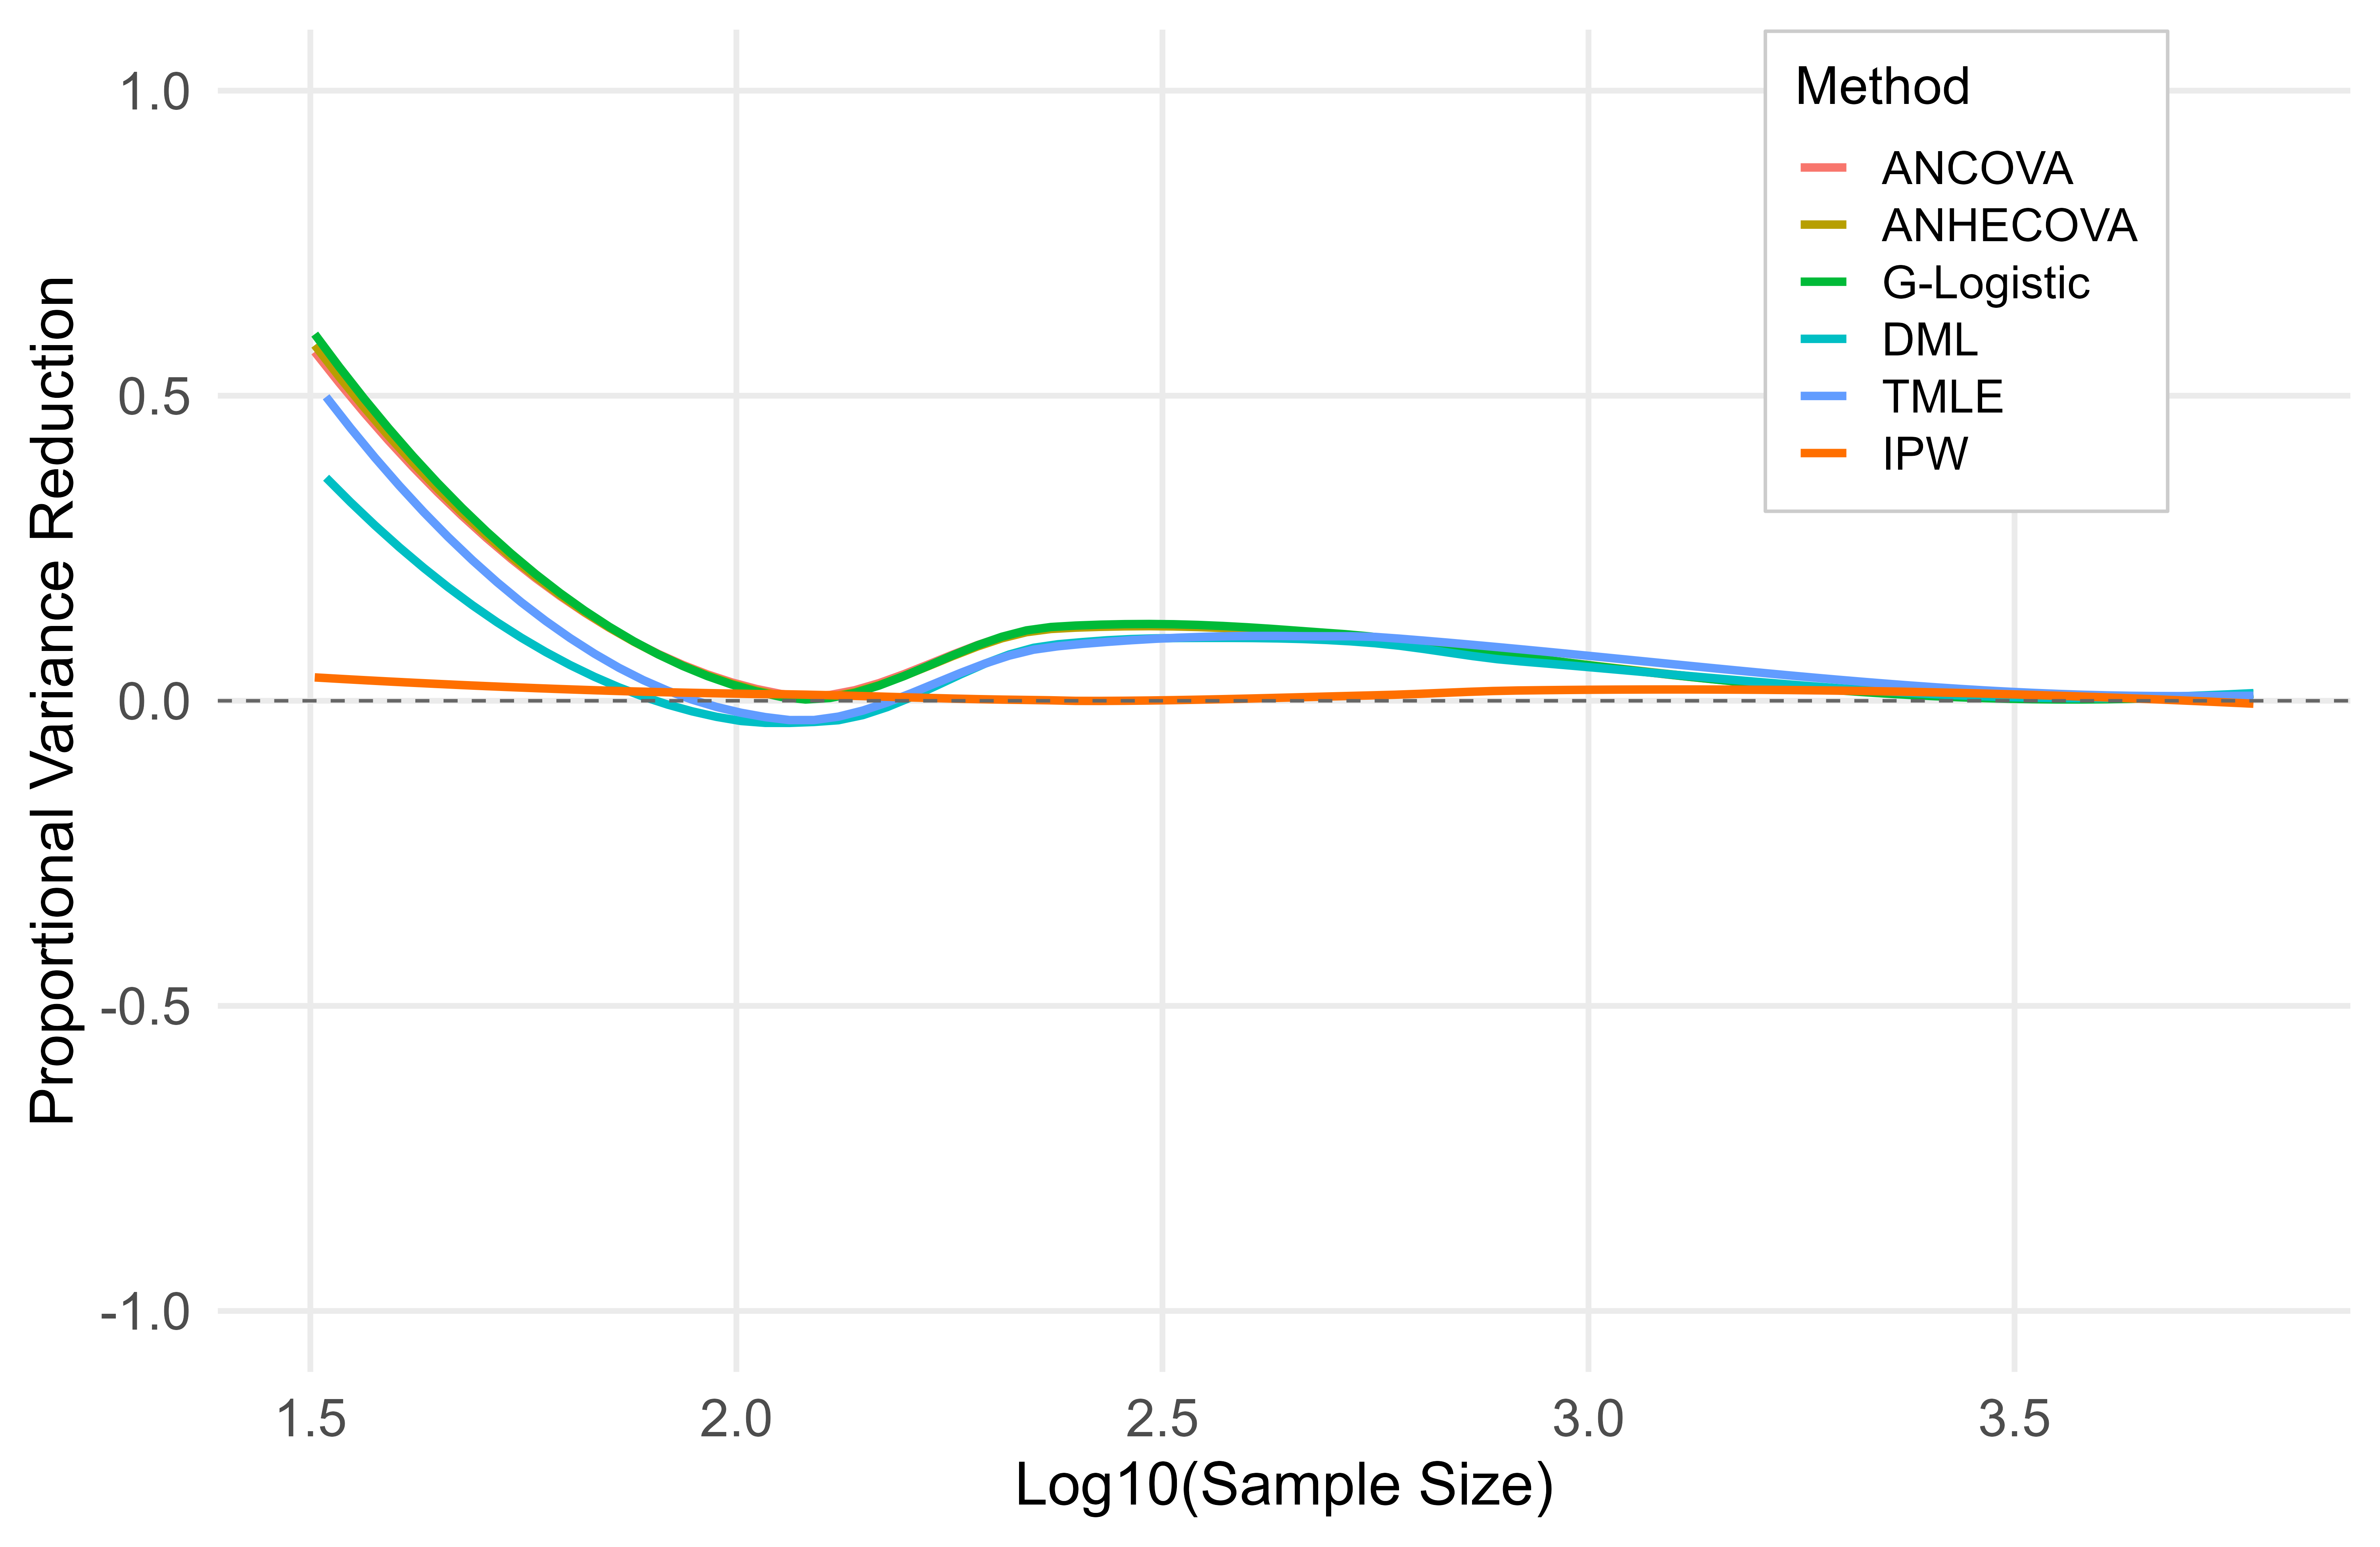 Method
ANCOVA
ANHECOVA
G-Logistic
DML
TMLE
IPW
Proportional Variance Reduction
1.0
0.5
0.0
-0.5
-1.0
1.5
2.0
2.5
3.0
3.5
Log10(Sample Size)